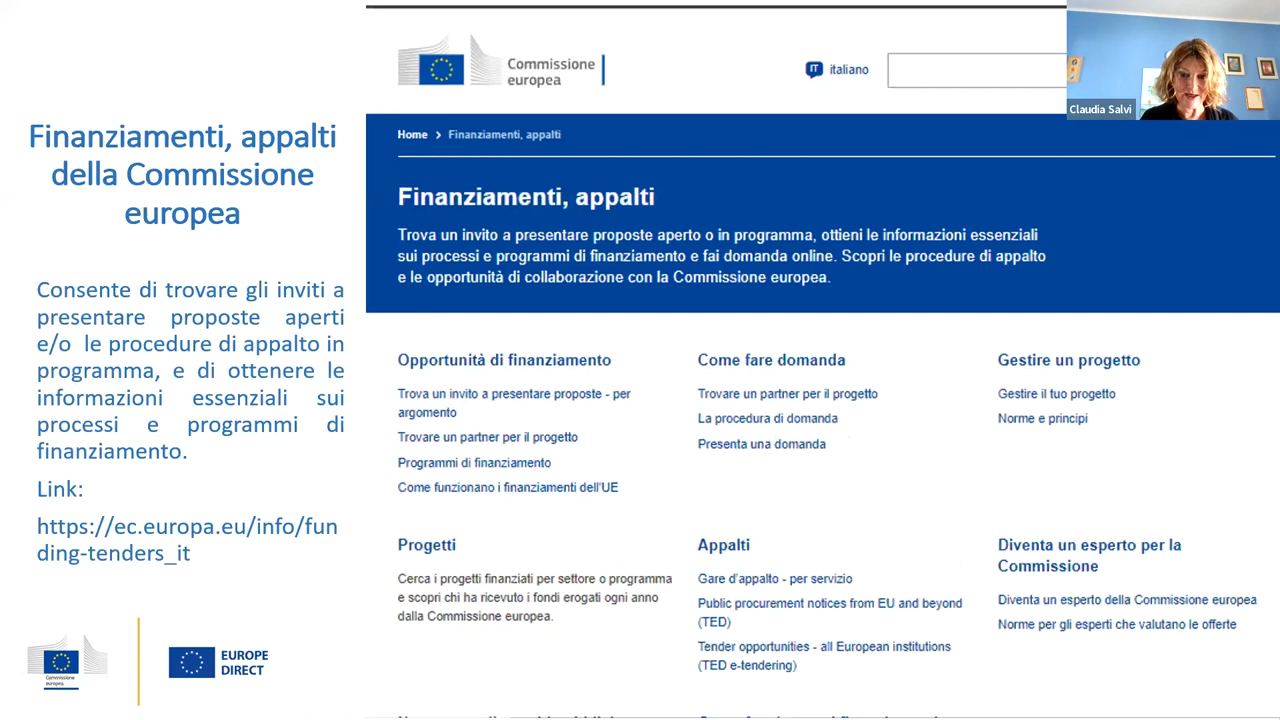 Finanziamenti, appalti
della Commissione
europea
Consente di trovare gli inviti a
presentare proposte aperti
e/o le procedure di appalto in
programma, e di ottenere le
informazioni essenziali sui
processi e programmi di
finanziamento.
Link:
https://ec.europa.eu/info/fun
ding-tenders_it
Commissione
europea
EUROPE
DIRECT
Commissione
europea
IT italiano
Claudia Salvi
Home > Finanziamenti, appalti
Finanziamenti, appalti
Trova un invito a presentare proposte aperto o in programma, ottieni le informazioni essenziali
sui processi e programmi di finanziamento e fai domanda online. Scopri le procedure di appalto
e le opportunità di collaborazione con la Commissione europea.
Opportunità di finanziamento
Trova un invito a presentare proposte - per
argomento
Trovare un partner per il progetto
Programmi di finanziamento
Come funzionano i finanziamenti dell'UE
Come fare domanda
Trovare un partner per il progetto
La procedura di domanda
Presenta una domanda
Gestire un progetto
Gestire il tuo progetto
Norme e principi
Progetti
Cerca i progetti finanziati per settore o programma
e scopri chi ha ricevuto i fondi erogati ogni anno
dalla Commissione europea.
Appalti
Gare d'appalto - per servizio
Public procurement notices from EU and beyond
(TED)
Tender opportunities - all European institutions
(TED e-tendering)
Diventa un esperto per la
Commissione
Diventa un esperto della Commissione europea
Norme per gli esperti che valutano le offerte